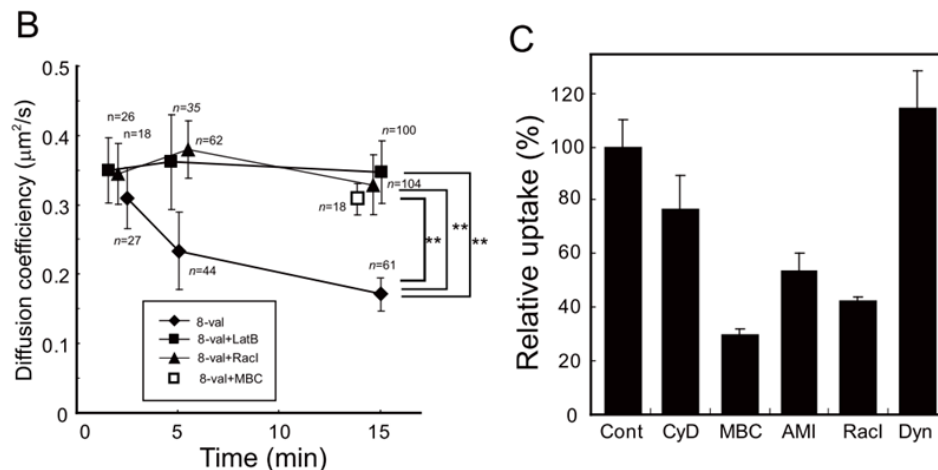 B
Diffusion coefficiency (μm²/s)
0.5
0.4
0.3
0.2
0.1
0
n=26
n=18
n=35
n=62
n=100
n=104
n=18
n=27
n=44
n=61
**
**
**
8-val
8-val+LatB
8-val+RacI
8-val+MBC
0 5 10 15
Time (min)
C
Relative uptake (%)
120
100
80
60
40
20
0
Cont CyD MBC AMI RacI Dyn